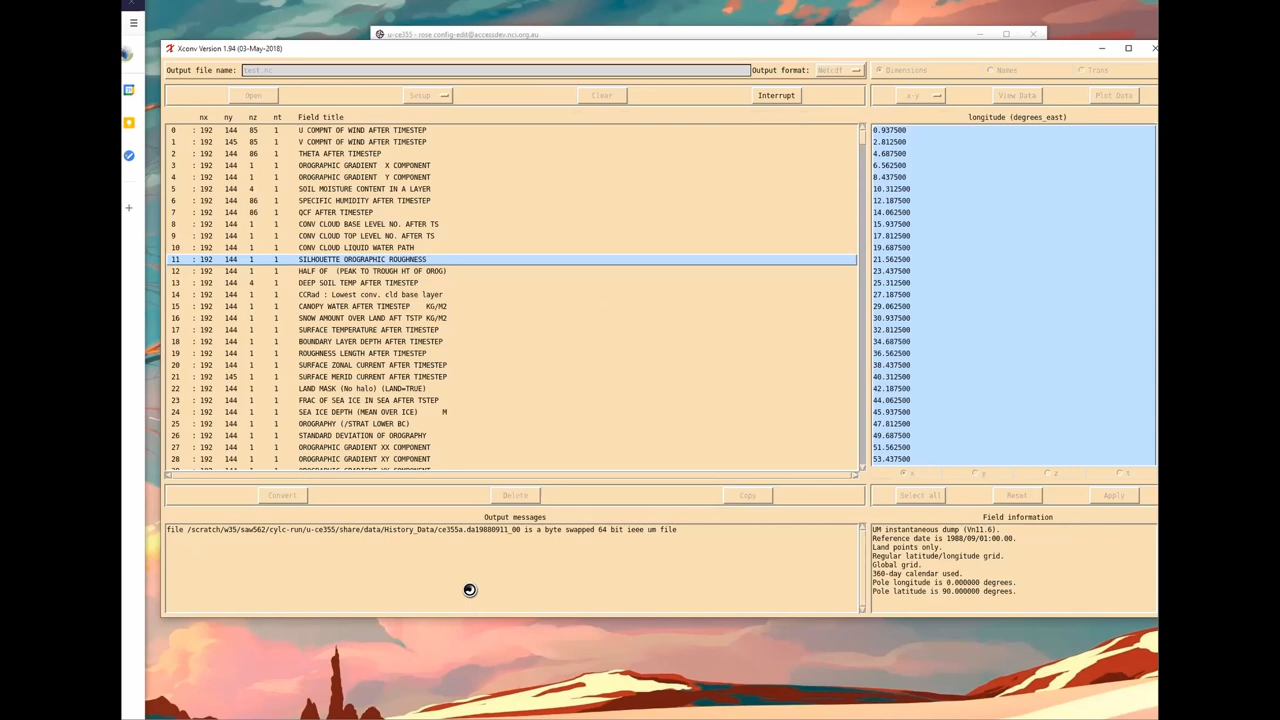 u-ce355 - rose config-edit@accessdev.nci.org.au
Xconv Version 1.94 (03-May-2018)
Output file name: test.nc Output format: Netcdf
Dimensions Names Trans
Open Setup Clear Interrupt
x-y View Data Plot Data
nx ny nz nt Field title
longitude (degrees_east)
0 : 192 144 85 1 U COMPNT OF WIND AFTER TIMESTEP
1 : 192 145 85 1 V COMPNT OF WIND AFTER TIMESTEP
2 : 192 144 86 1 THETA AFTER TIMESTEP
3 : 192 144 1 1 OROGRAPHIC GRADIENT X COMPONENT
4 : 192 144 1 1 OROGRAPHIC GRADIENT Y COMPONENT
5 : 192 144 4 1 SOIL MOISTURE CONTENT IN A LAYER
6 : 192 144 86 1 SPECIFIC HUMIDITY AFTER TIMESTEP
7 : 192 144 86 1 QCF AFTER TIMESTEP
8 : 192 144 1 1 CONV CLOUD BASE LEVEL NO. AFTER TS
9 : 192 144 1 1 CONV CLOUD TOP LEVEL NO. AFTER TS
10 : 192 144 1 1 CONV CLOUD LIQUID WATER PATH
11 : 192 144 1 1 SILHOUETTE OROGRAPHIC ROUGHNESS
12 : 192 144 1 1 HALF OF (PEAK TO TROUGH HT OF OROG)
13 : 192 144 4 1 DEEP SOIL TEMP AFTER TIMESTEP
14 : 192 144 1 1 CCRad : Lowest conv. cld base layer
15 : 192 144 1 1 CANOPY WATER AFTER TIMESTEP KG/M2
16 : 192 144 1 1 SNOW AMOUNT OVER LAND AFT TSTP KG/M2
17 : 192 144 1 1 SURFACE TEMPERATURE AFTER TIMESTEP
18 : 192 144 1 1 BOUNDARY LAYER DEPTH AFTER TIMESTEP
19 : 192 144 1 1 ROUGHNESS LENGTH AFTER TIMESTEP
20 : 192 144 1 1 SURFACE ZONAL CURRENT AFTER TIMESTEP
21 : 192 145 1 1 SURFACE MERID CURRENT AFTER TIMESTEP
22 : 192 144 1 1 LAND MASK (No halo) (LAND=TRUE)
23 : 192 144 1 1 FRAC OF SEA ICE IN SEA AFTER TSTEP
24 : 192 144 1 1 SEA ICE DEPTH (MEAN OVER ICE) M
25 : 192 144 1 1 OROGRAPHY (/STRAT LOWER BC)
26 : 192 144 1 1 STANDARD DEVIATION OF OROGRAPHY
27 : 192 144 1 1 OROGRAPHIC GRADIENT XX COMPONENT
28 : 192 144 1 1 OROGRAPHIC GRADIENT XY COMPONENT
0.937500
2.812500
4.687500
6.562500
8.437500
10.312500
12.187500
14.062500
15.937500
17.812500
19.687500
21.562500
23.437500
25.312500
27.187500
29.062500
30.937500
32.812500
34.687500
36.562500
38.437500
40.312500
42.187500
44.062500
45.937500
47.812500
49.687500
51.562500
53.437500
x y z t
Convert Delete Copy
Select all Reset Apply
Output messages
file /scratch/w35/saw562/cylc-run/u-ce355/share/data/History_Data/ce355a.da19880911_00 is a byte swapped 64 bit ieee um file
Field information
UM instantaneous dump (Vn11.6).
Reference date is 1988/09/01:00.00.
Land points only.
Regular latitude/longitude grid.
Global grid.
360-day calendar used.
Pole longitude is 0.000000 degrees.
Pole latitude is 90.000000 degrees.